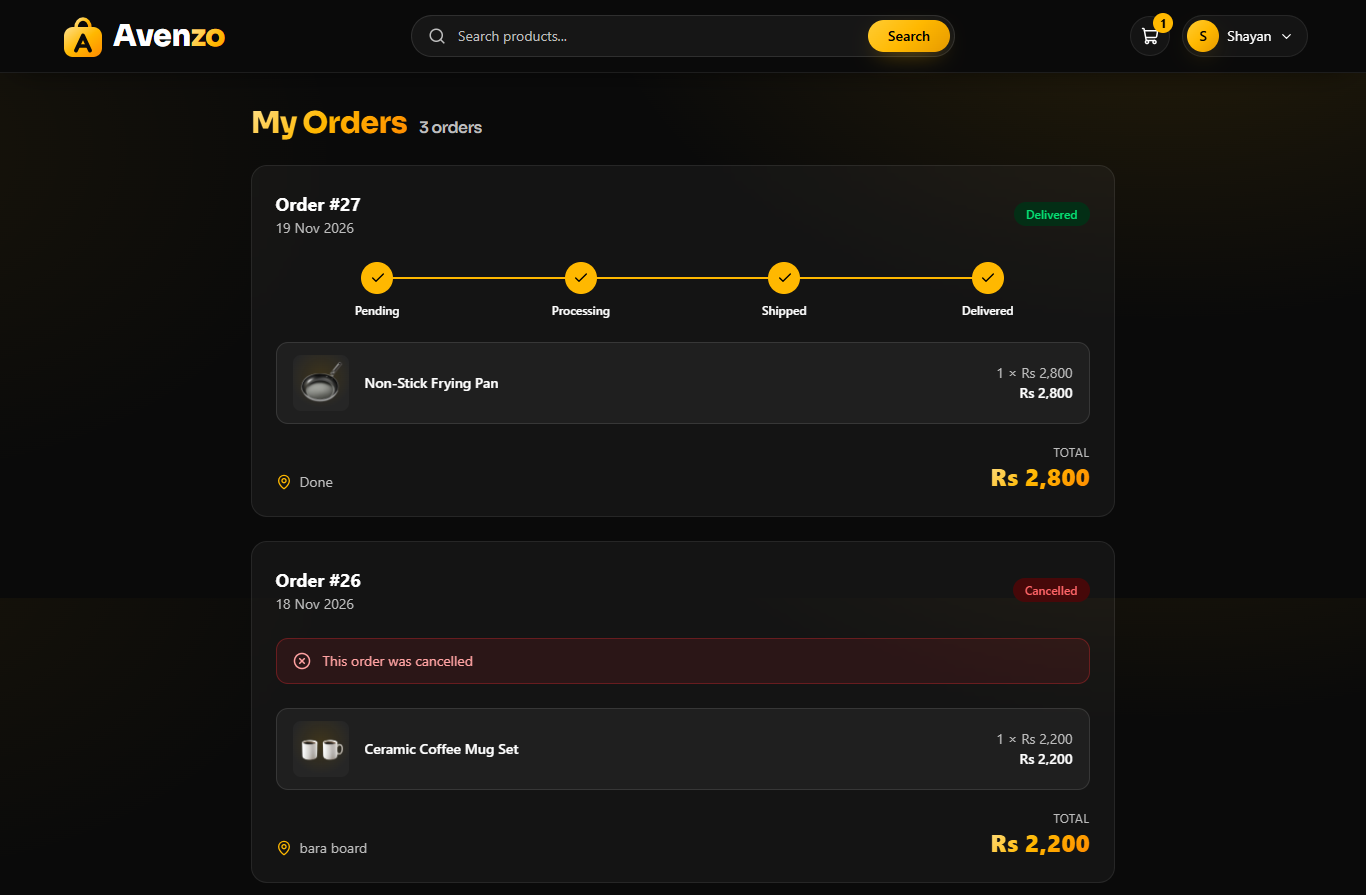 Avenzo
Search products...
Search
1
S
Shayan
My Orders 3 orders
Order #27
19 Nov 2026
Delivered
Pending
Processing
Shipped
Delivered
Non-Stick Frying Pan
1 × Rs 2,800
Rs 2,800
TOTAL
Done
Rs 2,800
Order #26
18 Nov 2026
Cancelled
This order was cancelled
Ceramic Coffee Mug Set
1 × Rs 2,200
Rs 2,200
TOTAL
bara board
Rs 2,200